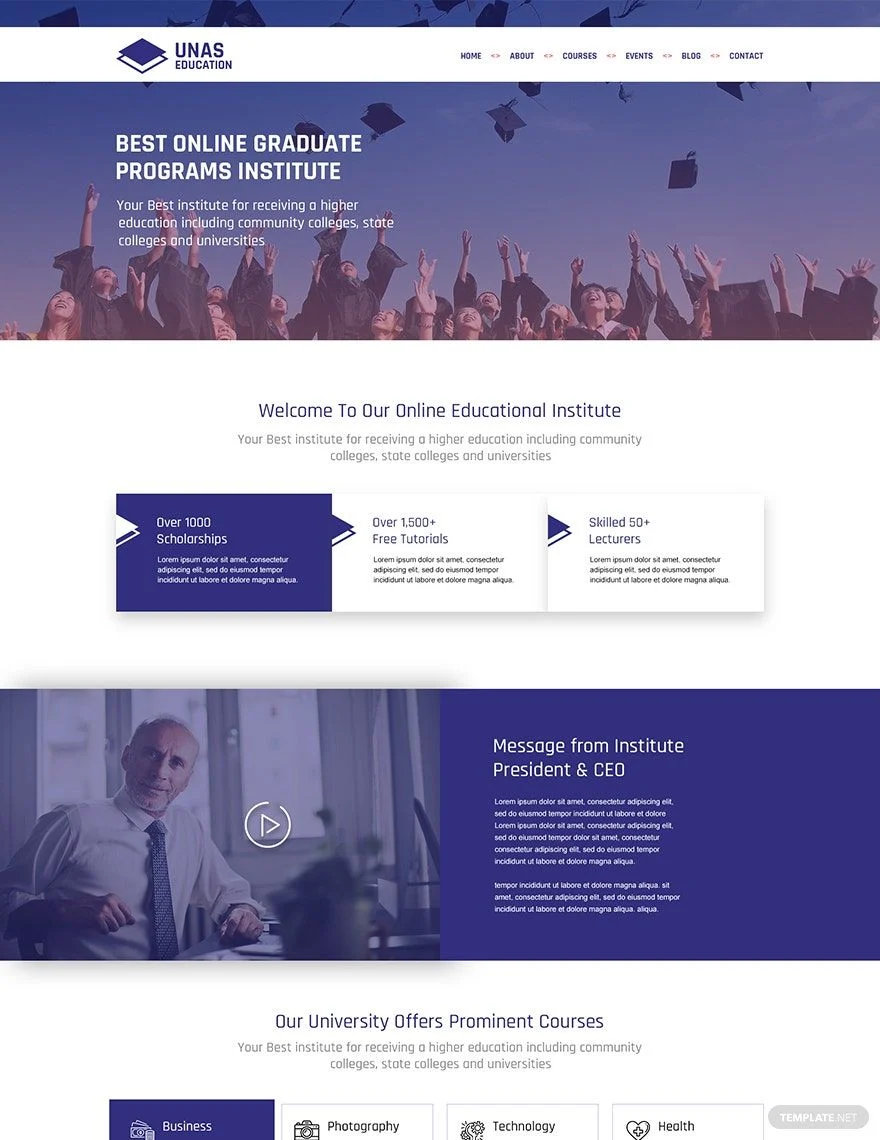 UNAS
EDUCATION
HOME <> ABOUT <> COURSES <> EVENTS <> BLOG <> CONTACT
BEST ONLINE GRADUATE
PROGRAMS INSTITUTE
Your Best institute for receiving a higher
education including community colleges, state
colleges and universities
Welcome To Our Online Educational Institute
Your Best institute for receiving a higher education including community
colleges, state colleges and universities
Over 1000
Scholarships
Lorem ipsum dolor sit amet, consectetur
adipiscing elit, sed do eiusmod tempor
incididunt ut labore et dolore magna aliqua.
Over 1,500+
Free Tutorials
Lorem ipsum dolor sit amet, consectetur
adipiscing elit, sed do eiusmod tempor
incididunt ut labore et dolore magna aliqua.
Skilled 50+
Lecturers
Lorem ipsum dolor sit amet, consectetur
adipiscing elit, sed do eiusmod tempor
incididunt ut labore et dolore magna aliqua.
Message from Institute
President & CEO
Lorem ipsum dolor sit amet, consectetur adipiscing elit,
sed do eiusmod tempor incididunt ut labore et dolore
Lorem ipsum dolor sit amet, consectetur adipiscing elit,
sed do eiusmod tempor dolor sit amet, consectetur
consectetur adipiscing elit, sed do eiusmod tempor
incididunt ut labore et dolore magna aliqua.
tempor incididunt ut labore et dolore magna aliqua. sit
amet, consectetur adipiscing elit, sed do eiusmod tempor
incididunt ut labore et dolore magna aliqua. aliqua.
Our University Offers Prominent Courses
Your Best institute for receiving a higher education including community
colleges, state colleges and universities
Business
Photography
Technology
Health
TEMPLATE.NET